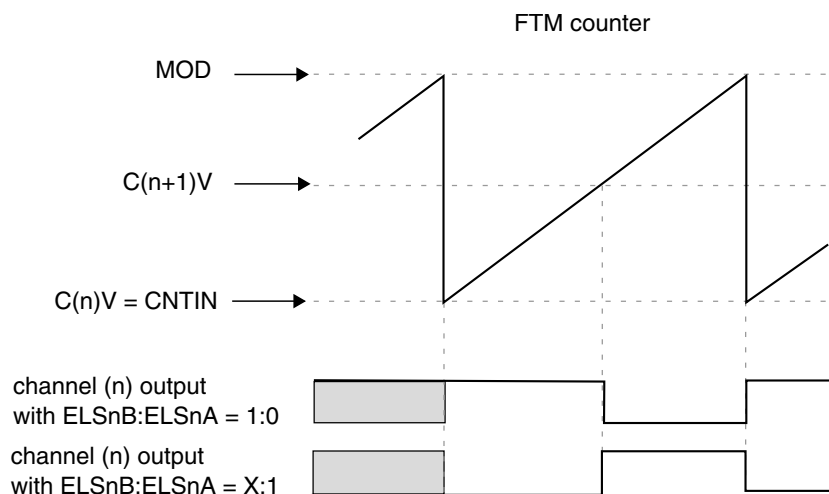 FTM counter
MOD
C(n+1)V
C(n)V = CNTIN
channel (n) output
with ELSnB:ELSnA = 1:0
channel (n) output
with ELSnB:ELSnA = X:1